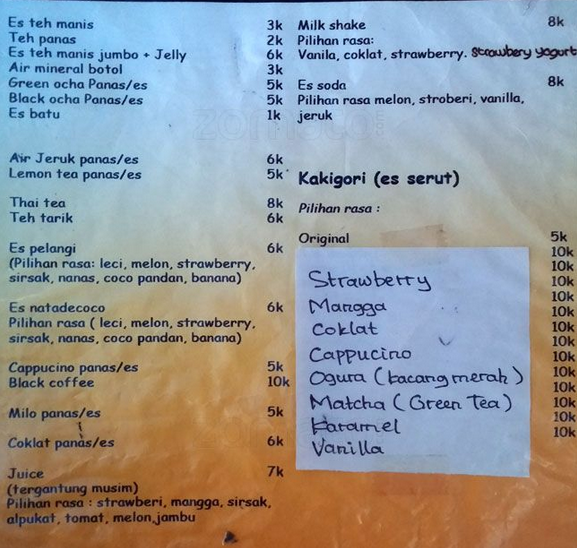 Es teh manis 3k
Teh panas 2k
Es teh manis jumbo + Jelly 6k
Air mineral botol 3k
Green ocha Panas/es 5k
Black ocha Panas/es 5k
Es batu 1k
Air Jeruk panas/es 6k
Lemon tea panas/es 5k
Thai tea 8k
Teh tarik 6k
Es pelangi 6k
(Pilihan rasa: leci, melon, strawberry,
sirsak, nanas, coco pandan, banana)
Es natadecoco 6k
Pilihan rasa ( leci, melon, strawberry,
sirsak, nanas, coco pandan, banana)
Cappucino panas/es 5k
Black coffee 10k
Milo panas/es 5k
Coklat panas/es 6k
Juice 7k
(tergantung musim)
Pilihan rasa : strawberi, mangga, sirsak,
alpukat, tomat, melon,jambu
Milk shake 8k
Pilihan rasa:
Vanila, coklat, strawberry. Strawbery yogurt
Es soda 8k
Pilihan rasa melon, stroberi, vanilla,
jeruk
Kakigori (es serut)
Pilihan rasa :
Original 5k
10k
10k
Strawberry 10k
Mangga 10k
Coklat 10k
Cappucino 10k
Ogura (kacang merah) 10k
Matcha (Green Tea) 10k
Karamel 10k
Vanilla 10k
10k
10k
10k